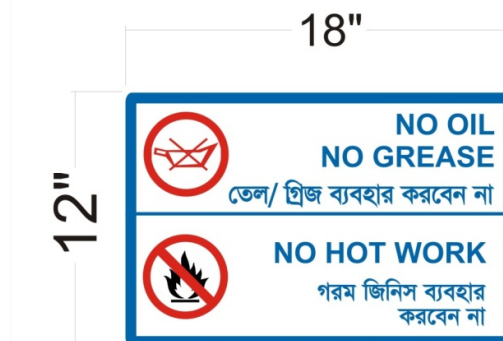 18"
12"
NO OIL
NO GREASE
তেল/ গ্রিজ ব্যবহার করবেন না
NO HOT WORK
গরম জিনিস ব্যবহার
করবেন না